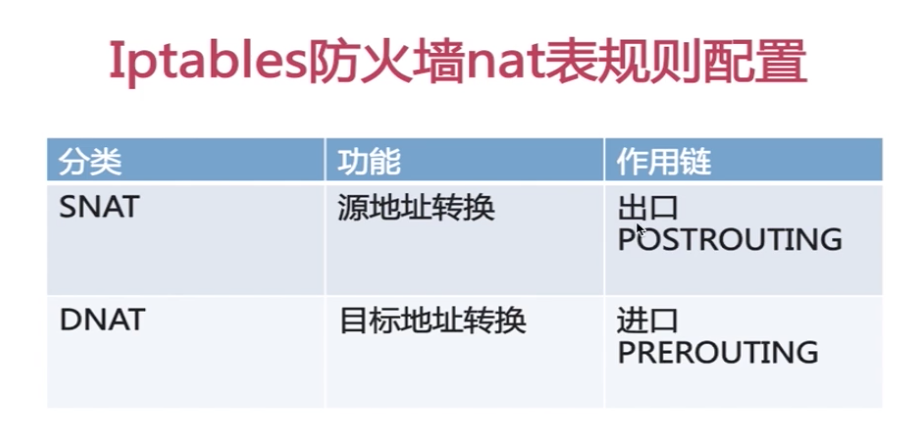 Iptables防火墙nat表规则配置
分类 功能 作用链
SNAT 源地址转换 出口
POSTROUTING
DNAT 目标地址转换 进口
PREROUTING